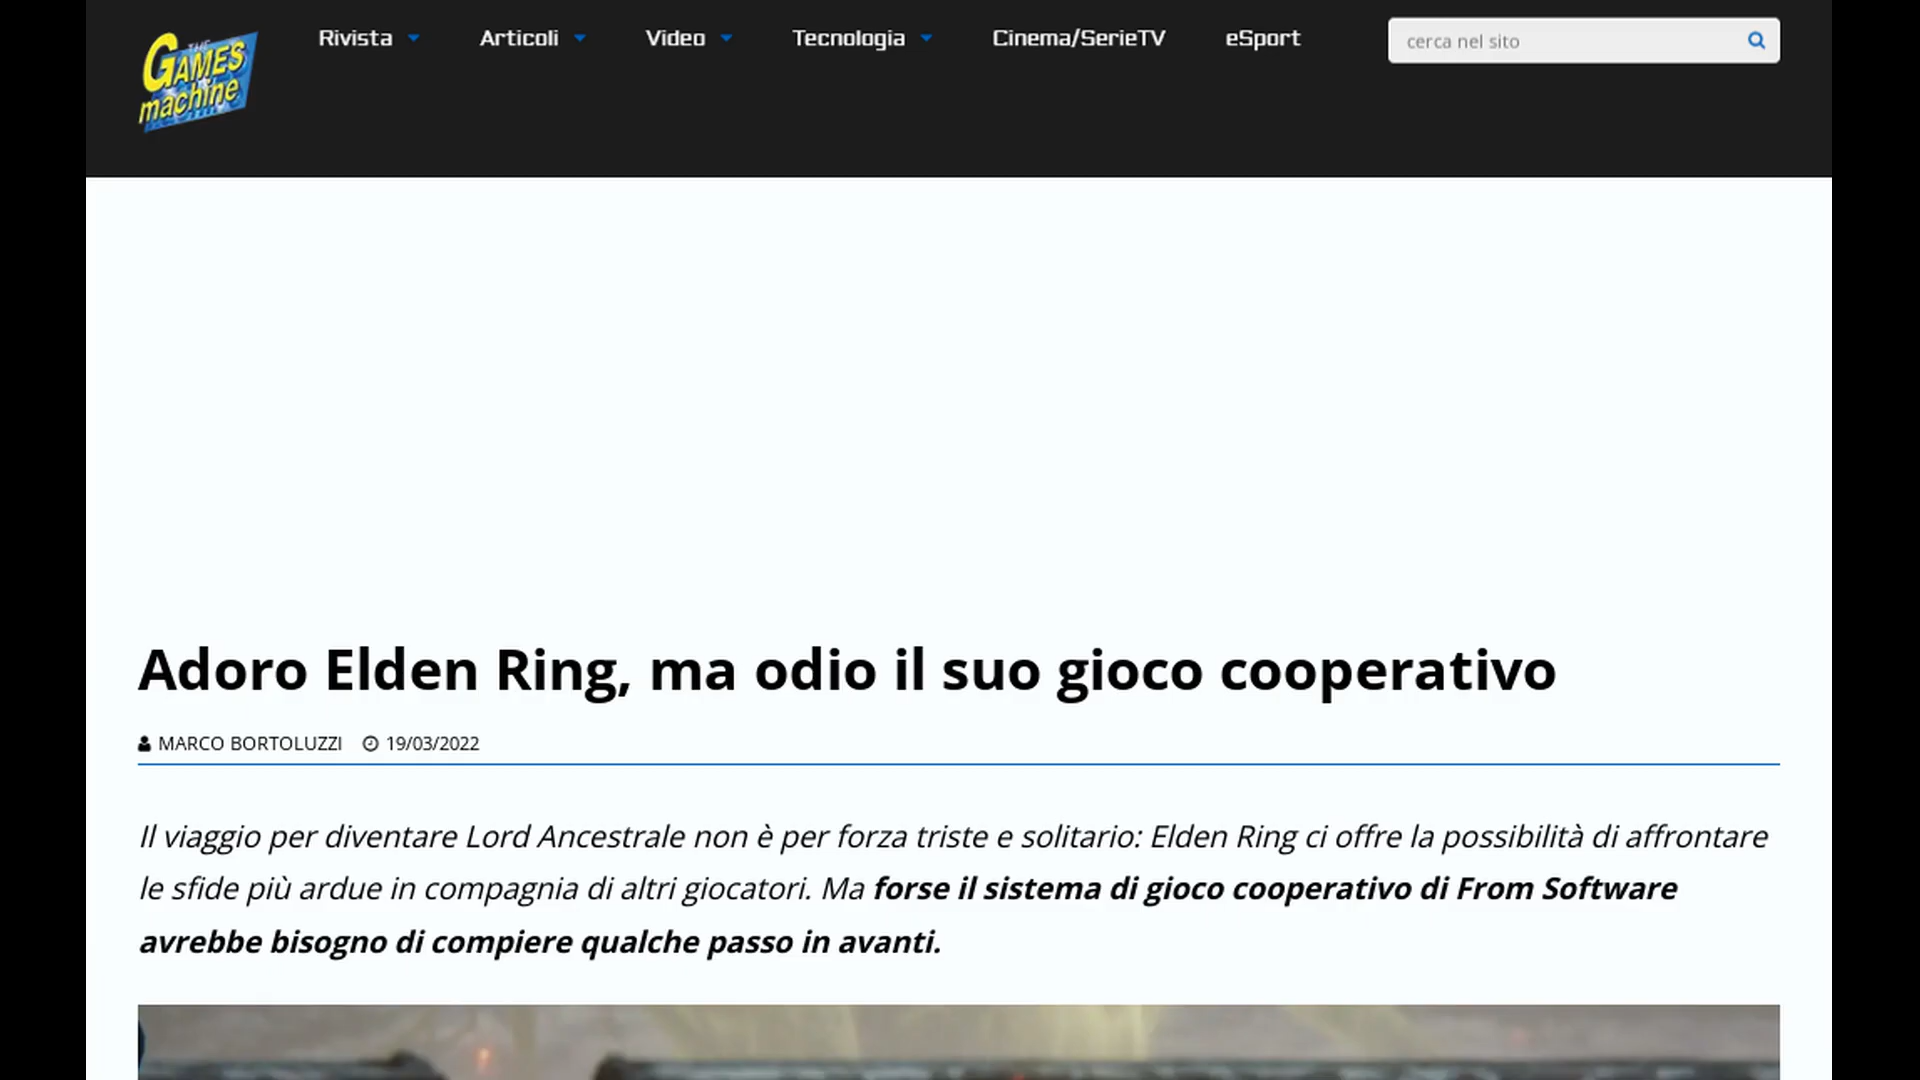 THE
GAMES
machine
Rivista
Articoli
Video
Tecnologia
Cinema/SerieTV
eSport
cerca nel sito
Adoro Elden Ring, ma odio il suo gioco cooperativo
MARCO BORTOLUZZI 19/03/2022
Il viaggio per diventare Lord Ancestrale non è per forza triste e solitario: Elden Ring ci offre la possibilità di affrontare
le sfide più ardue in compagnia di altri giocatori. Ma forse il sistema di gioco cooperativo di From Software
avrebbe bisogno di compiere qualche passo in avanti.